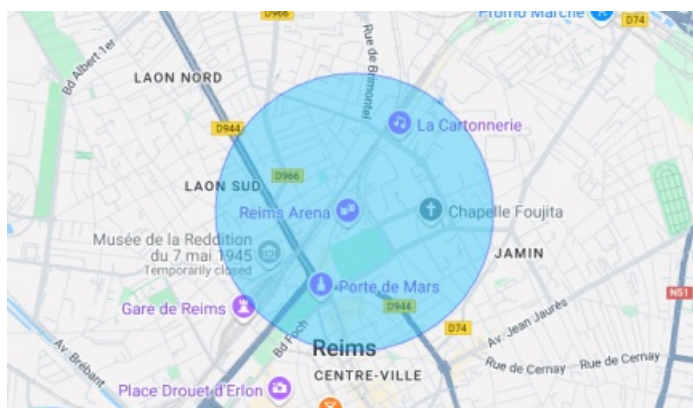 Promo Marché
D966
D74
Bd Albert 1er
Rue de Brimontel
LAON NORD
La Cartonnerie
D944
D966
LAON SUD
Reims Arena
Chapelle Foujita
Musée de la Reddition
du 7 mai 1945
Temporarily closed
JAMIN
Porte de Mars
N51
Gare de Reims
D944
D74
Av. Jean Jaurès
Bd Foch
Reims
Av. Brébant
Rue de Cernay
Rue de Cernay
CENTRE-VILLE
Place Drouet d'Erlon